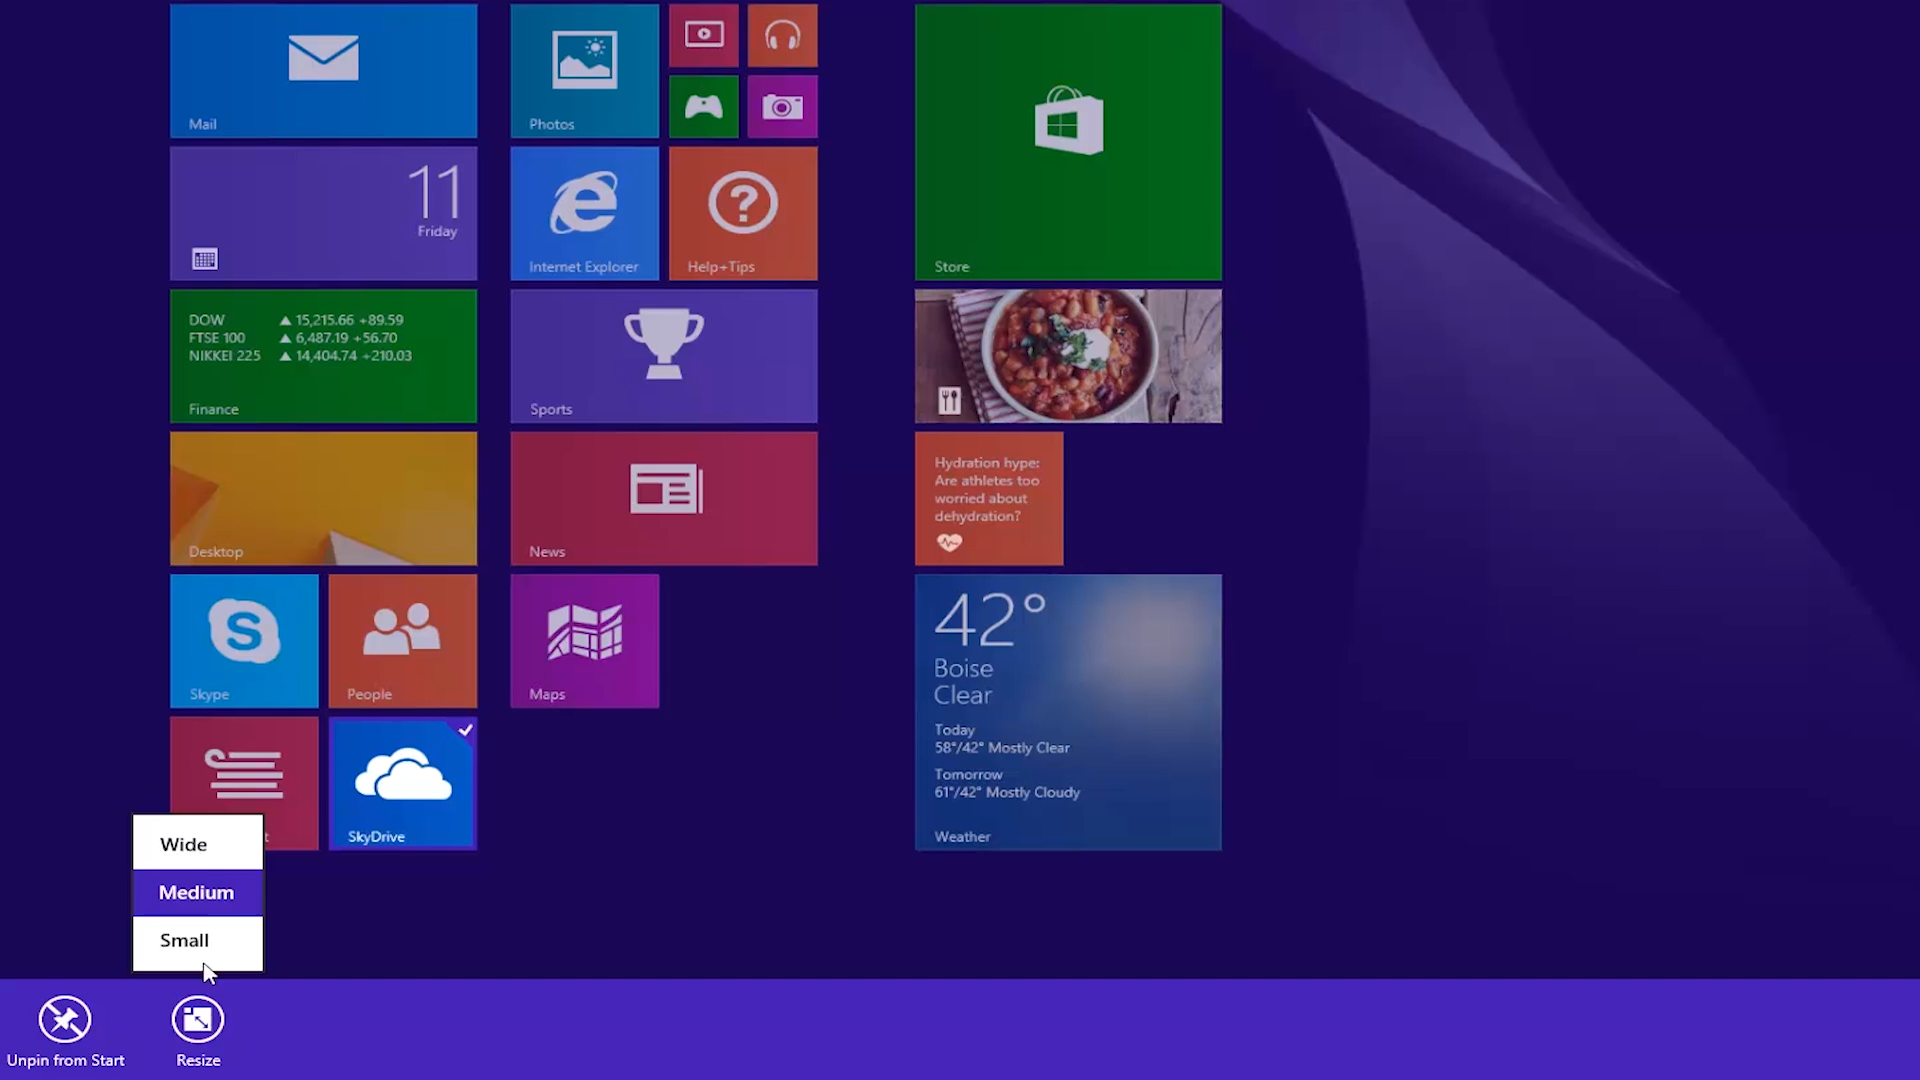 Mail
11
Friday
DOW ▲ 15,215.66 +89.59
FTSE 100 ▲ 6,487.19 +56.70
NIKKEI 225 ▲ 14,404.74 +210.03
Finance
Desktop
Skype
People
t
SkyDrive
Photos
Internet Explorer
Help+Tips
Sports
News
Maps
Store
Hydration hype:
Are athletes too
worried about
dehydration?
42°
Boise
Clear
Today
58°/42° Mostly Clear
Tomorrow
61°/42° Mostly Cloudy
Weather
Wide
Medium
Small
Unpin from Start
Resize